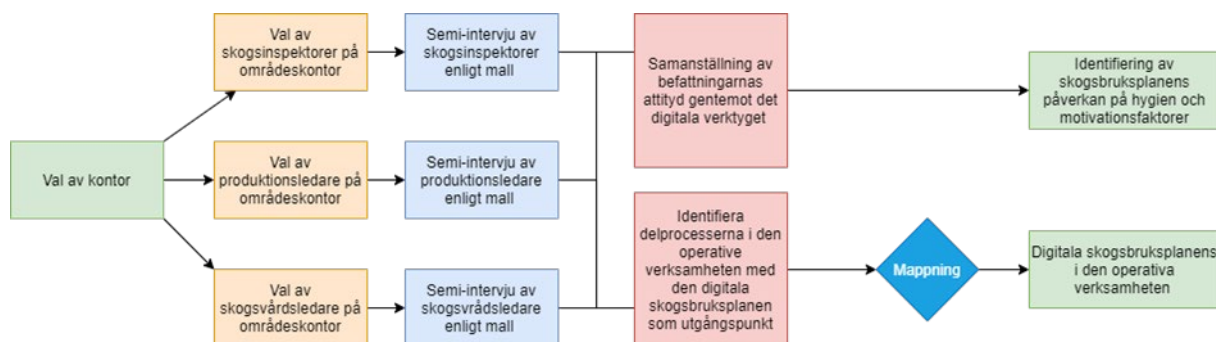 Val av kontor
Val av
skogsinspektorer på
områdeskontor
Semi-intervju av
skogsinspektorer
enligt mall
Val av
produktionsledare på
områdeskontor
Semi-intervju av
produktionsledare
enligt mall
Val av
skogsvårdsledare på
områdeskontor
Semi-intervju av
skogsvrådsledare
enligt mall
Samanställning av
befattningarnas
attityd gentemot det
digitala verktyget
Identifiering av
skogsbruksplanens
påverkan på hygien och
motivationsfaktorer
Identifiera
delprocesserna i den
operative
verksamheten med
den digitala
skogsbruksplanen
som utgångspunkt
Mappning
Digitala skogsbruksplanens
i den operativa
verksamheten